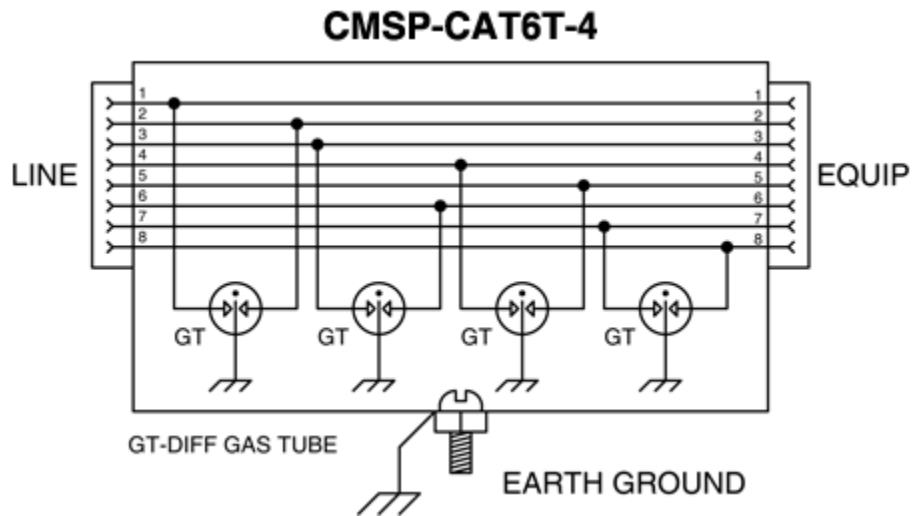 CMSP-CAT6T-4
1 1
2 2
3 3
LINE 4 4 EQUIP
5 5
6 6
7 7
8 8
GT GT GT GT
GT-DIFF GAS TUBE
EARTH GROUND